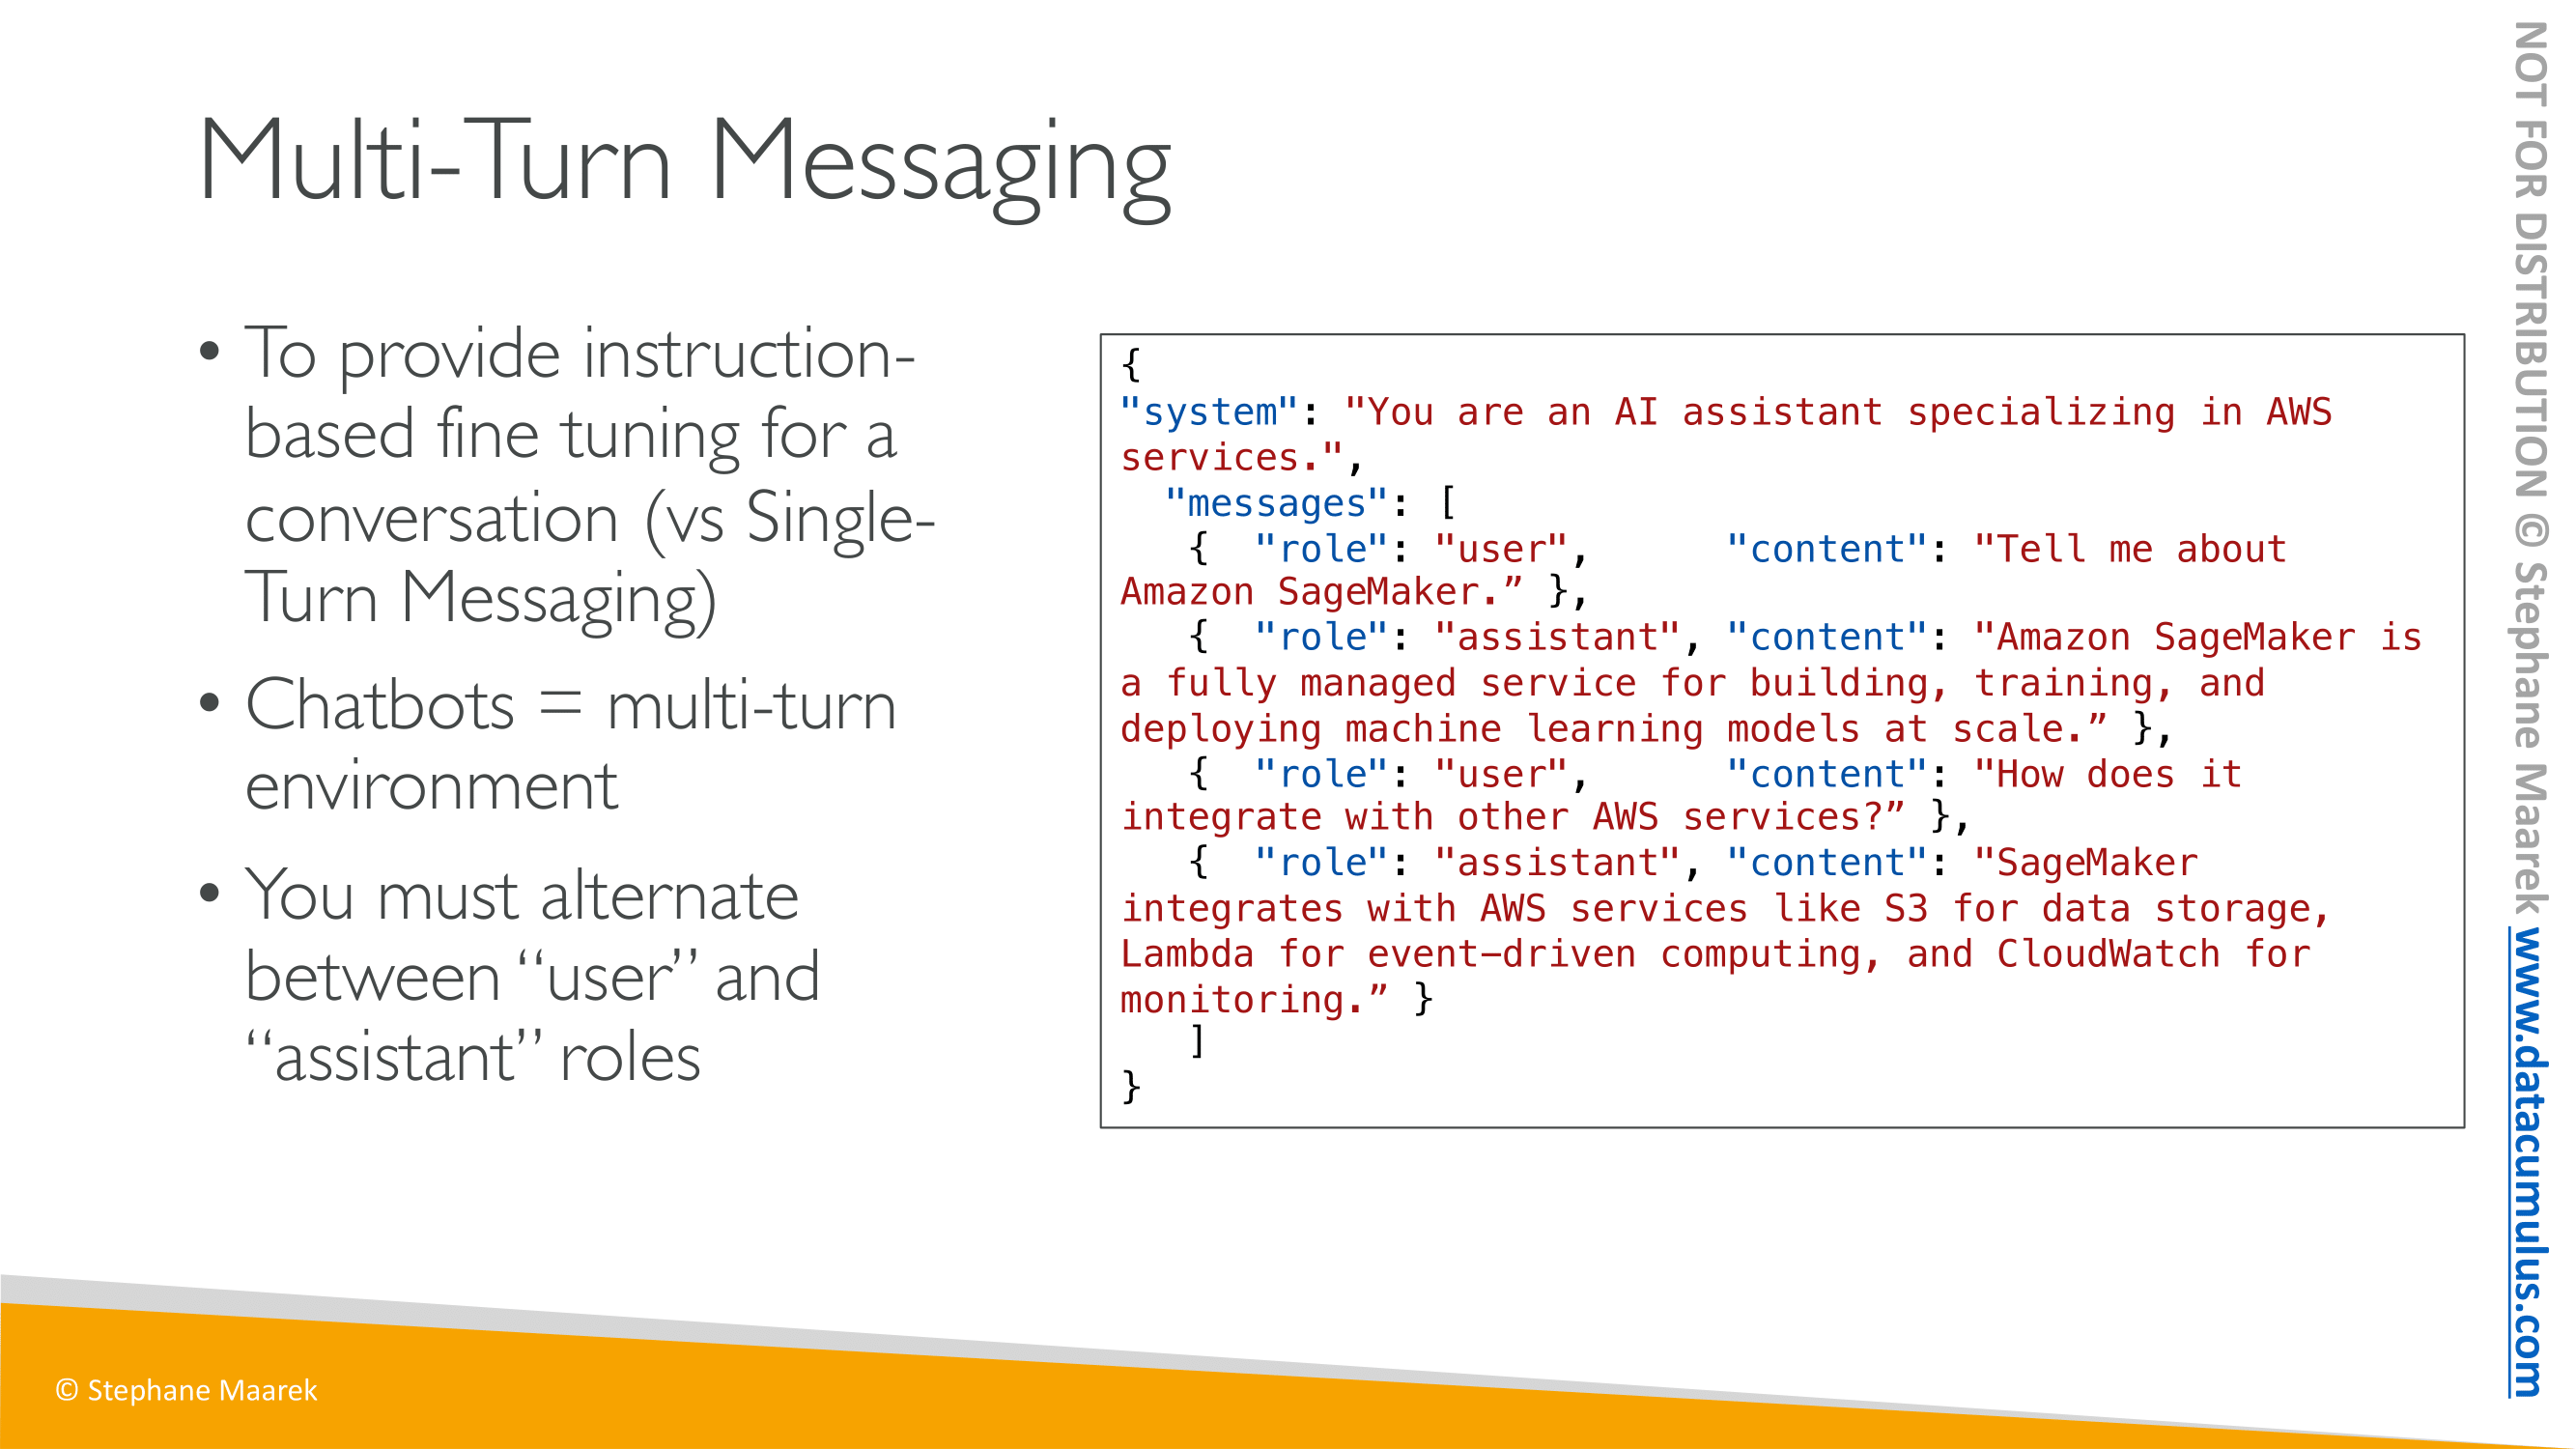 Multi-Turn Messaging
• To provide instruction-
based fine tuning for a
conversation (vs Single-
Turn Messaging)
• Chatbots = multi-turn
environment
• You must alternate
between “user” and
“assistant” roles
{
"system": "You are an AI assistant specializing in AWS
services.",
"messages": [
{ "role": "user", "content": "Tell me about
Amazon SageMaker.” },
{ "role": "assistant", "content": "Amazon SageMaker is
a fully managed service for building, training, and
deploying machine learning models at scale.” },
{ "role": "user", "content": "How does it
integrate with other AWS services?” },
{ "role": "assistant", "content": "SageMaker
integrates with AWS services like S3 for data storage,
Lambda for event–driven computing, and CloudWatch for
monitoring.” }
]
}
© Stephane Maarek
NOT FOR DISTRIBUTION © Stephane Maarek www.datacumulus.com